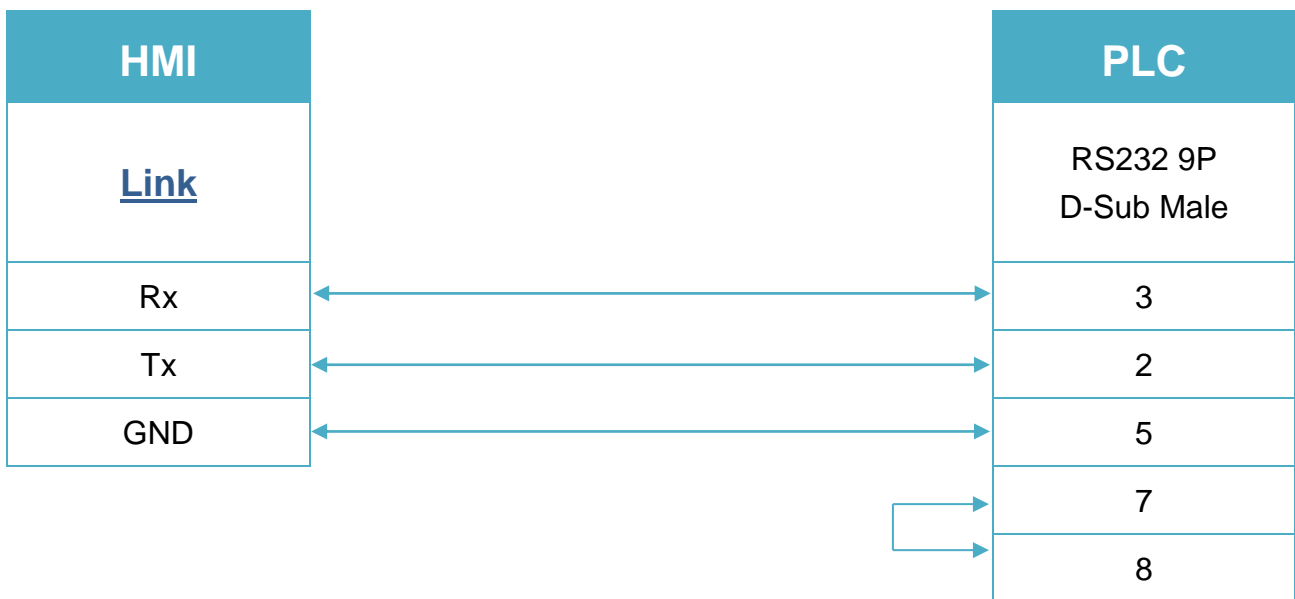 HMI
PLC
Link
RS232 9P
D-Sub Male
Rx
3
Tx
2
GND
5
7
8